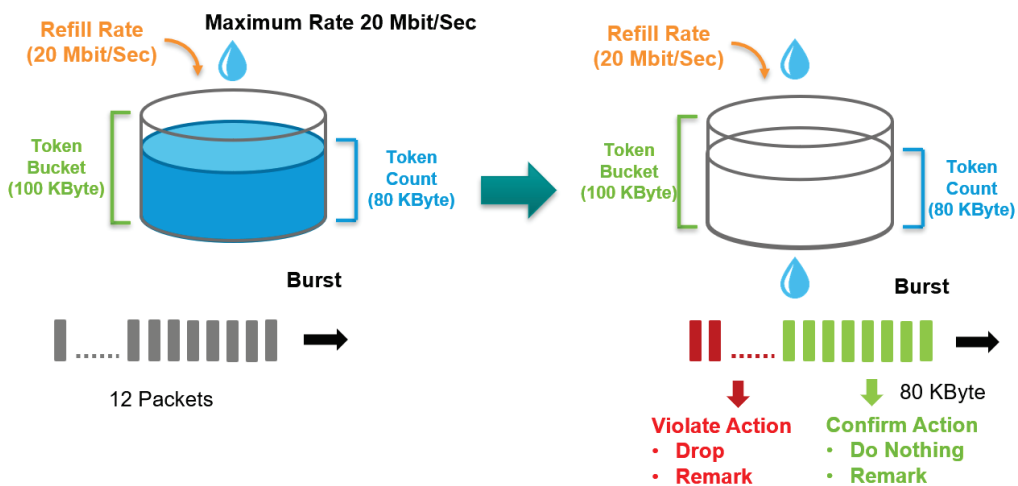 Maximum Rate 20 Mbit/Sec
Refill Rate
(20 Mbit/Sec)
Token
Bucket
(100 KByte)
Token
Count
(80 KByte)
Burst
12 Packets
Refill Rate
(20 Mbit/Sec)
Token
Bucket
(100 KByte)
Token
Count
(80 KByte)
Burst
80 KByte
Violate Action
• Drop
• Remark
Confirm Action
• Do Nothing
• Remark